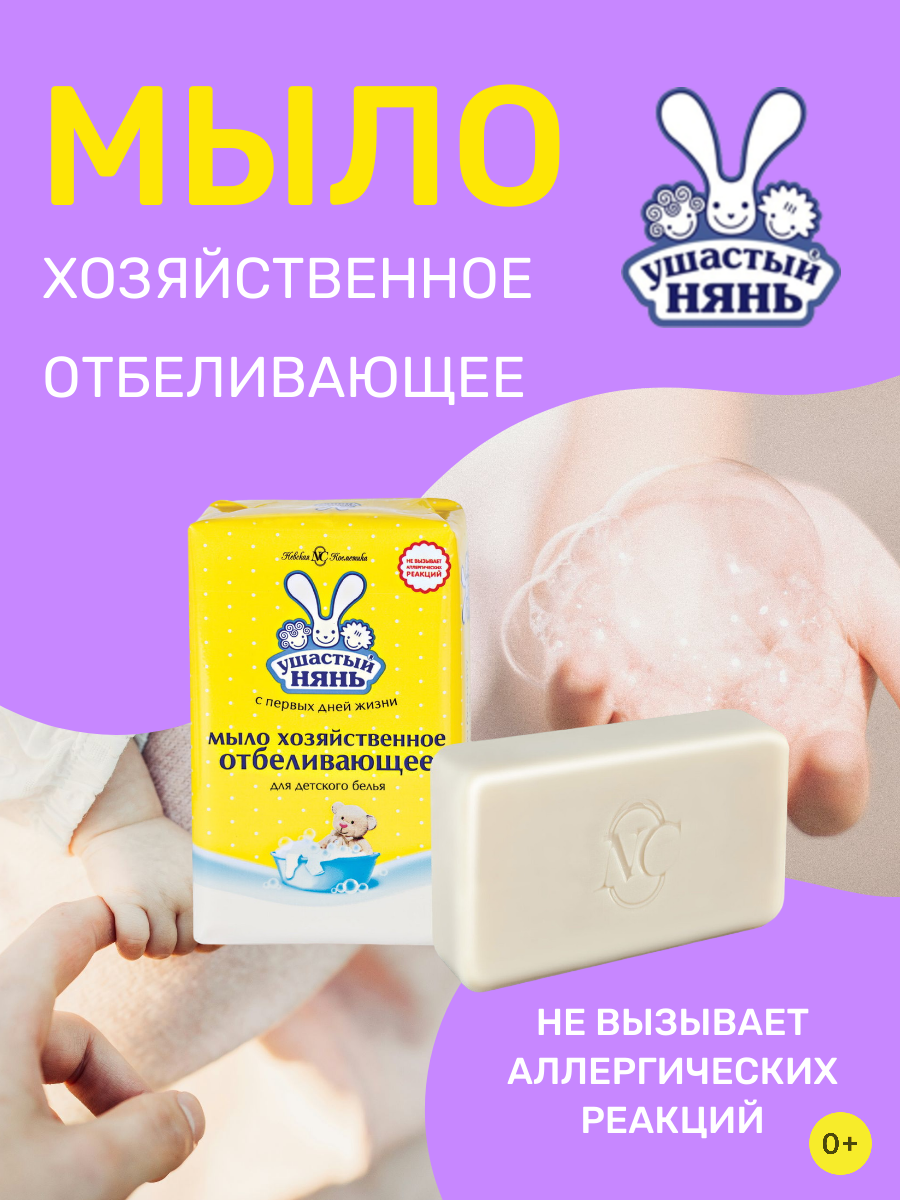 МЫЛО
ХОЗЯЙСТВЕННОЕ
ОТБЕЛИВАЮЩЕЕ
УШАСТЫЙ
НЯНЬ
Невская NC Косметика
НЕ ВЫЗЫВАЕТ
АЛЛЕРГИЧЕСКИХ
РЕАКЦИЙ
УШАСТЫЙ
НЯНЬ
с первых дней жизни
мыло хозяйственное
отбеливающее
для детского белья
NC
НЕ ВЫЗЫВАЕТ
АЛЛЕРГИЧЕСКИХ
РЕАКЦИЙ
0+